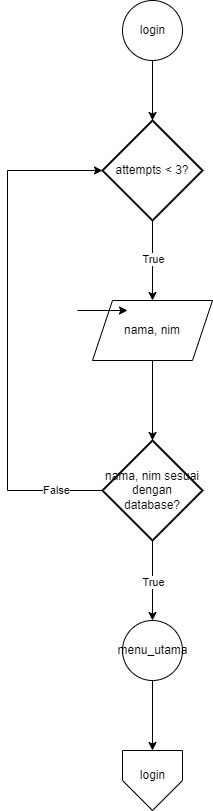 login
attempts < 3?
True
nama, nim
nama, nim sesuai
dengan
database?
False
True
menu_utama
login